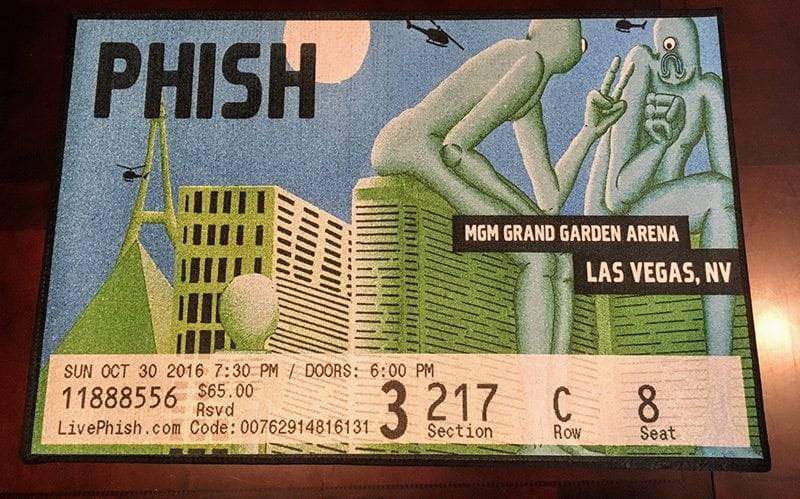 PHISH
MGM GRAND GARDEN ARENA
LAS VEGAS, NV
SUN OCT 30 2016 7:30 PM / DOORS: 6:00 PM
11888556 $65.00
Rsvd
LivePhish.com Code: 00762914816131
3
217 C 8
Section Row Seat